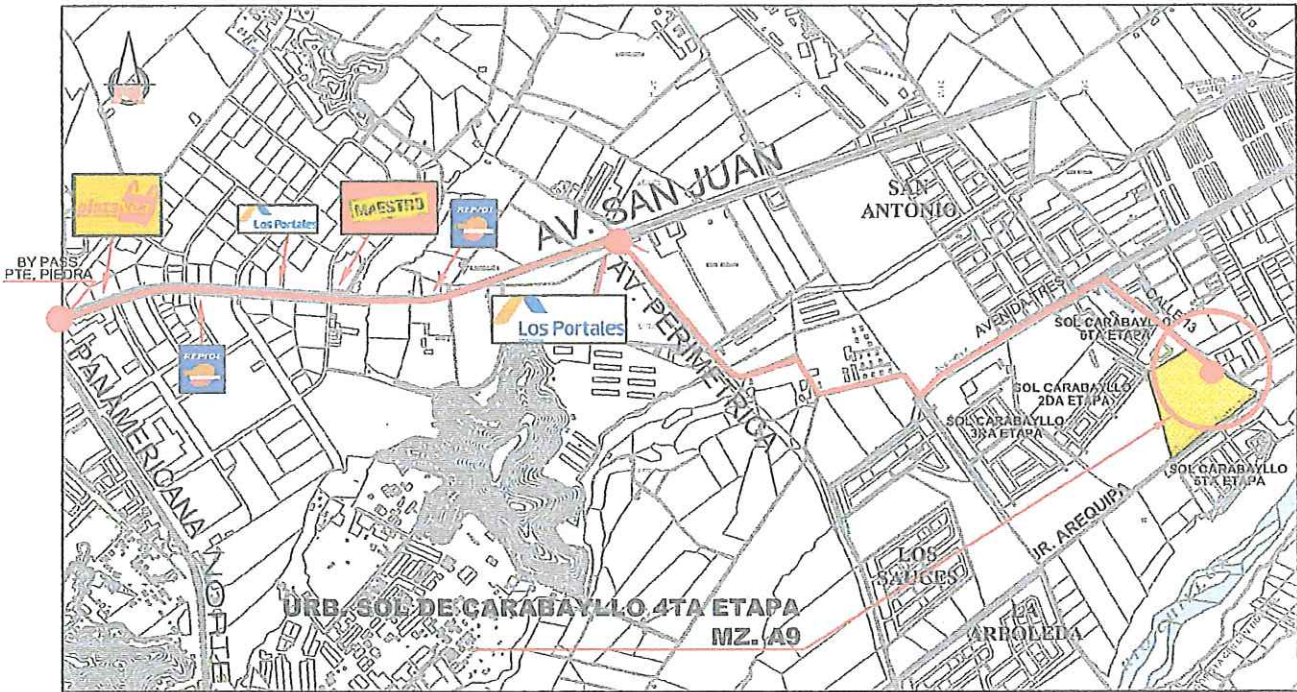 AV. SAN JUAN
SAN
ANTONIO
MAESTRO
REPSOL
Los Portales
BY PASS
PTE. PIEDRA
AV. PERIMETRICA
Los Portales
AVENIDA TRES
CALLE 13
SOL CARABAYLLO
6TA ETAPA
REPSOL
PANAMERICANA NORTE
SOL CARABAYLLO
2DA ETAPA
SOL CARABAYLLO
3RA ETAPA
SOL CARABAYLLO
5TA ETAPA
JR. AREQUIPA
LOS
SAUCES
URB. SOL DE CARABAYLLO 4TA ETAPA
MZ. A9
ARBOLEDA